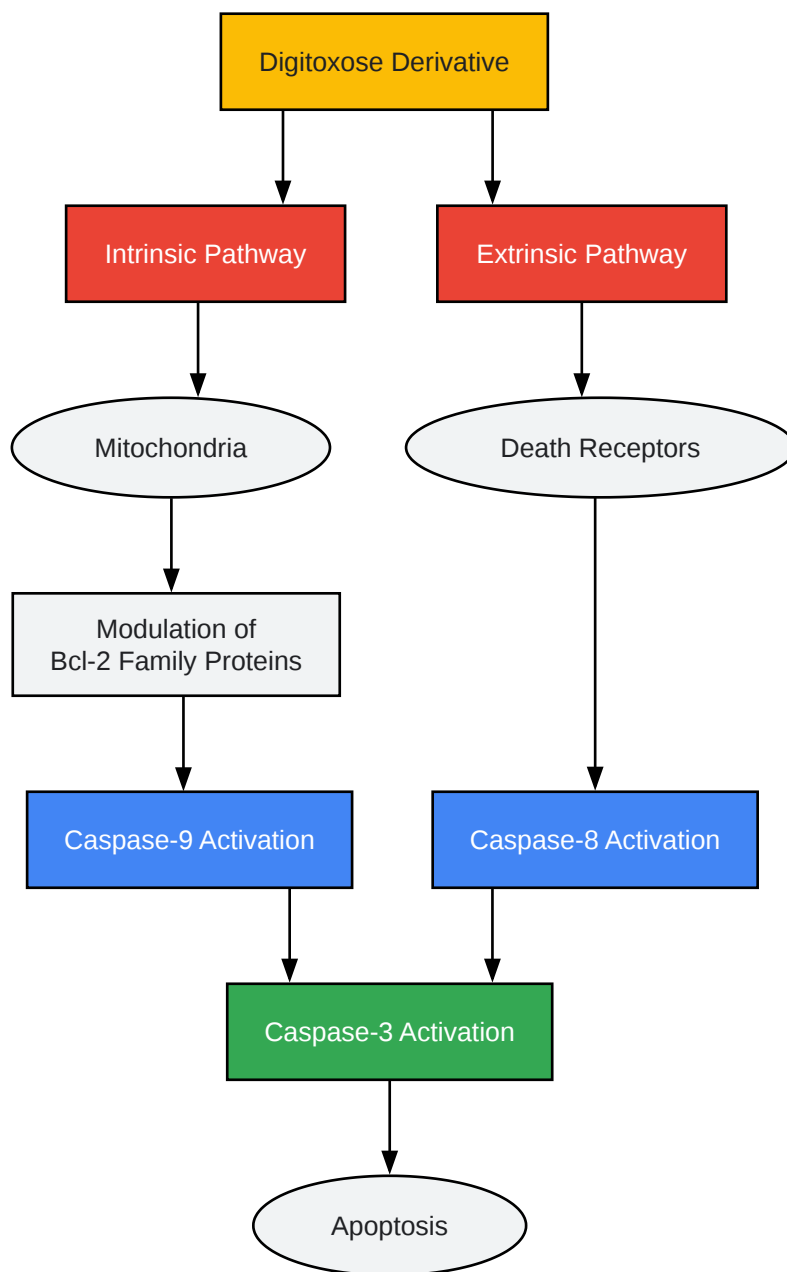 Digitoxose Derivative
Intrinsic Pathway
Extrinsic Pathway
Mitochondria
Death Receptors
Modulation of
Bcl-2 Family Proteins
Caspase-9 Activation
Caspase-8 Activation
Caspase-3 Activation
Apoptosis